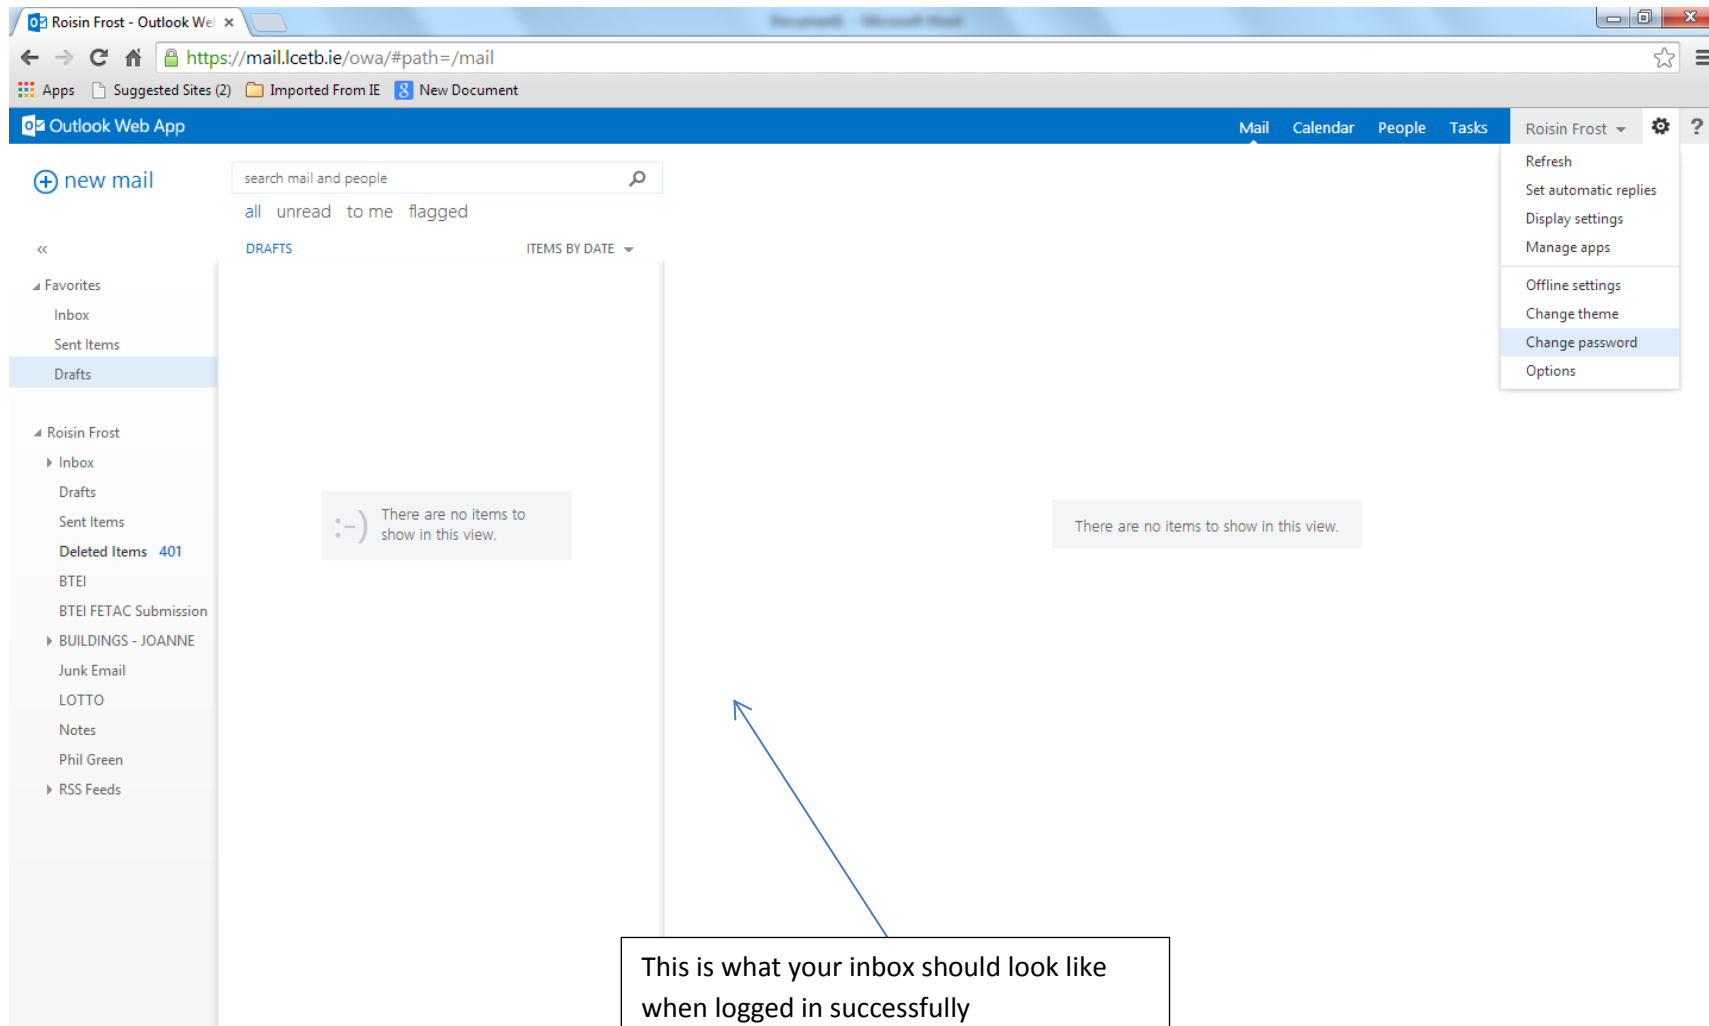 Roisin Frost - Outlook Wel
https://mail.lcetb.ie/owa/#path=/mail
Apps Suggested Sites (2) Imported From IE New Document
Outlook Web App Mail Calendar People Tasks Roisin Frost ?
new mail
search mail and people
all unread to me flagged
«
DRAFTS ITEMS BY DATE
Favorites
Inbox
Sent Items
Drafts
Roisin Frost
Inbox
Drafts
Sent Items
Deleted Items 401
BTEI
BTEI FETAC Submission
BUILDINGS - JOANNE
Junk Email
LOTTO
Notes
Phil Green
RSS Feeds
:-) There are no items to
show in this view.
There are no items to show in this view.
Refresh
Set automatic replies
Display settings
Manage apps
Offline settings
Change theme
Change password
Options
This is what your inbox should look like
when logged in successfully